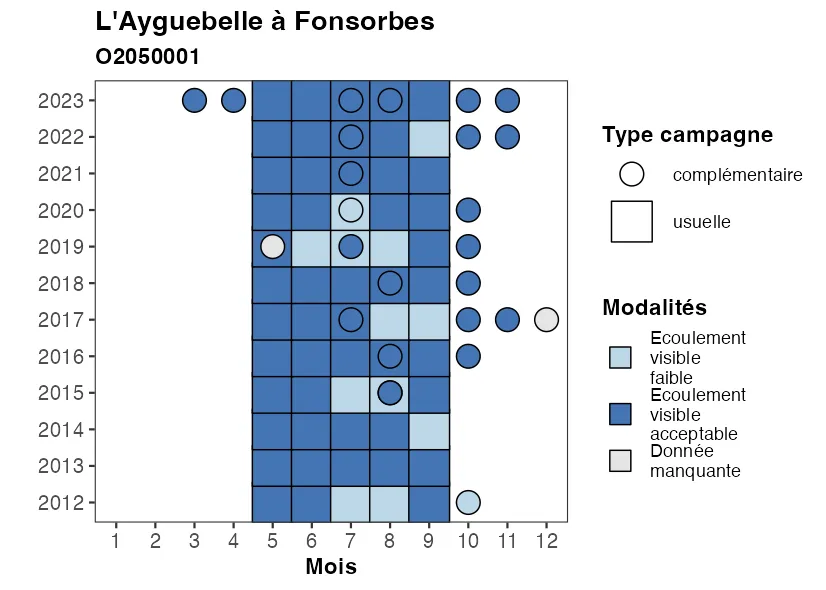 L'Ayguebelle à Fonsorbes
O2050001
2023
2022
2021
2020
2019
2018
2017
2016
2015
2014
2013
2012
1 2 3 4 5 6 7 8 9 10 11 12
Mois
Type campagne
complémentaire
usuelle
Modalités
Ecoulement
visible
faible
Ecoulement
visible
acceptable
Donnée
manquante